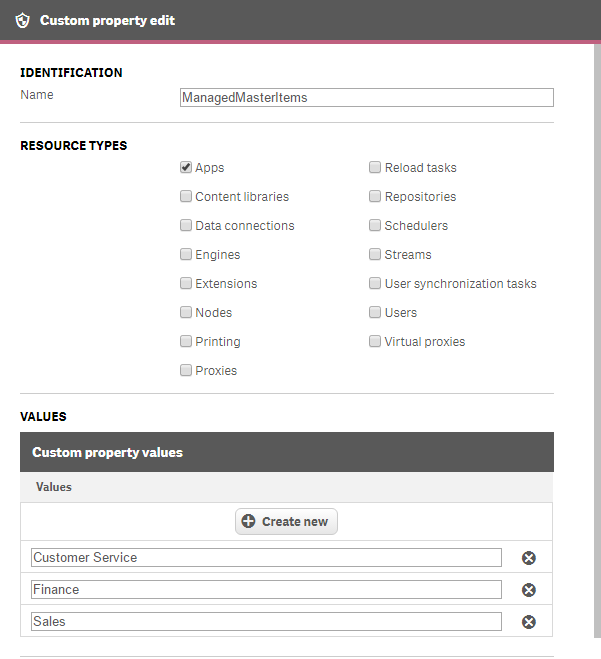 Custom property edit
IDENTIFICATION
Name ManagedMasterItems
RESOURCE TYPES
Apps Reload tasks
Content libraries Repositories
Data connections Schedulers
Engines Streams
Extensions User synchronization tasks
Nodes Users
Printing Virtual proxies
Proxies
VALUES
Custom property values
Values
Create new
Customer Service
Finance
Sales